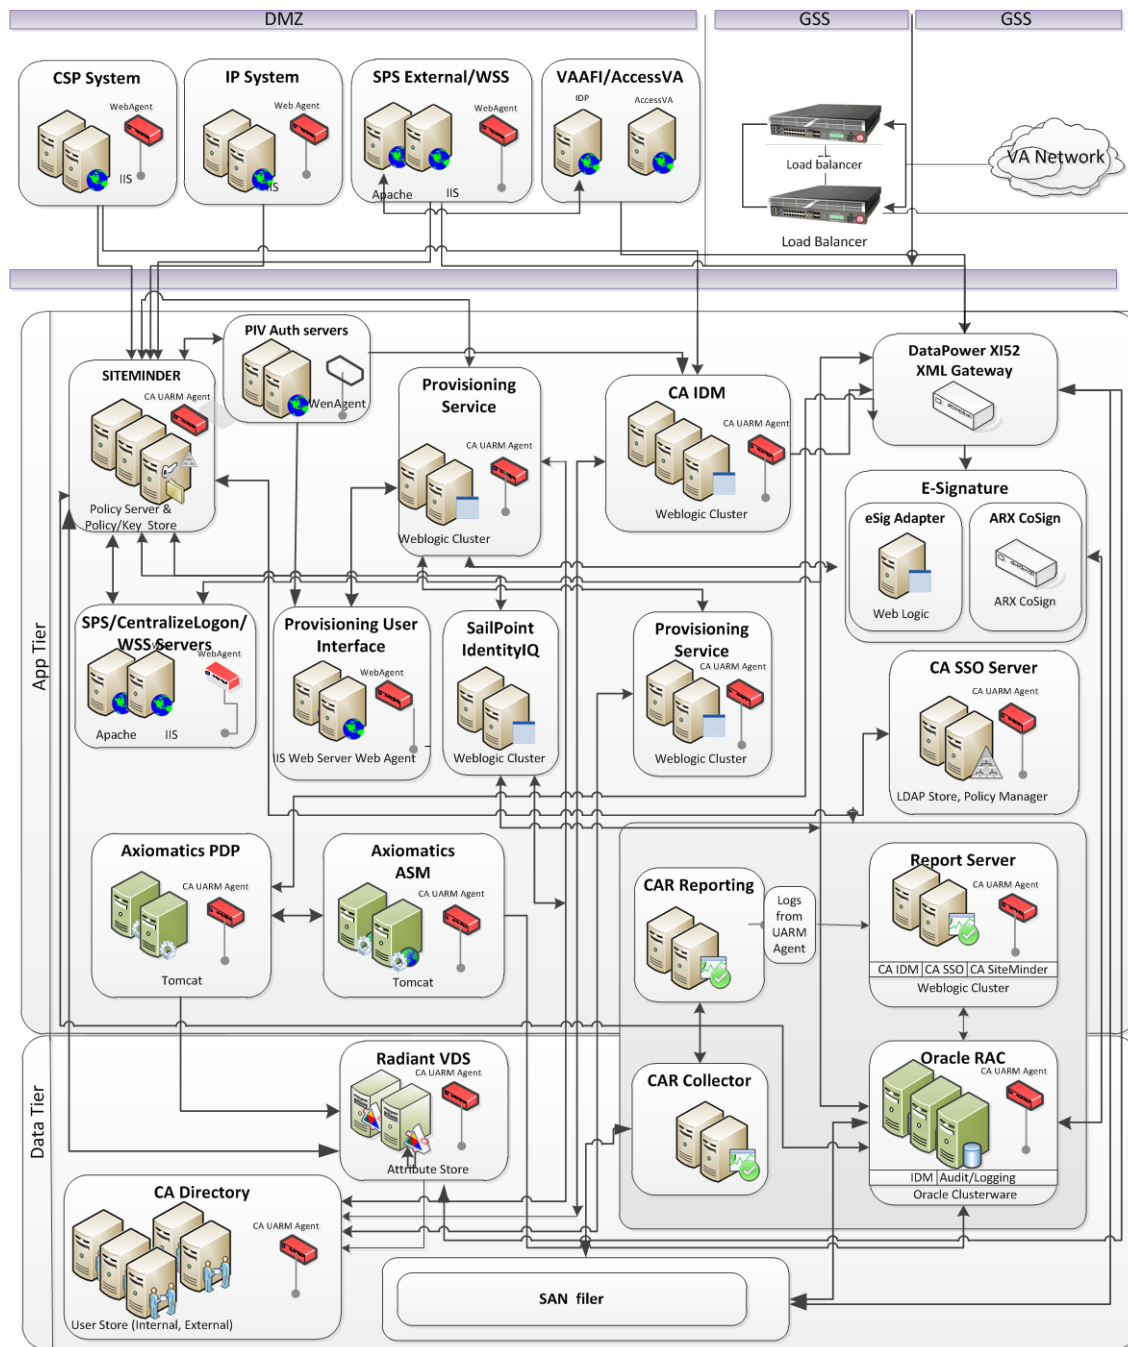 DMZ
GSS
GSS
CSP System
WebAgent
IIS
IP System
Web Agent
IIS
SPS External/WSS
WebAgent
Apache
IIS
VAAFI/AccessVA
IDP
AccessVA
Load balancer
Load Balancer
VA Network
App Tier
SITEMINDER
CA UARM Agent
Policy Server &
Policy/Key Store
PIV Auth servers
WenAgent
Provisioning
Service
CA UARM Agent
Weblogic Cluster
CA IDM
CA UARM Agent
Weblogic Cluster
DataPower XI52
XML Gateway
E-Signature
eSig Adapter
Web Logic
ARX CoSign
ARX CoSign
SPS/CentralizeLogon/
WSS Servers
WebAgent
Apache
IIS
Provisioning User
Interface
WebAgent
IIS Web Server Web Agent
SailPoint
IdentityIQ
Weblogic Cluster
Provisioning
Service
CA UARM Agent
Weblogic Cluster
CA SSO Server
CA UARM Agent
LDAP Store, Policy Manager
Axiomatics PDP
CA UARM Agent
Tomcat
Axiomatics
ASM
CA UARM Agent
Tomcat
CAR Reporting
Logs
from
UARM
Agent
Report Server
CA UARM Agent
CA IDM
CA SSO
CA SiteMinder
Weblogic Cluster
Data Tier
Radiant VDS
CA UARM Agent
Attribute Store
CAR Collector
Oracle RAC
CA UARM Agent
IDM
Audit/Logging
Oracle Clusterware
CA Directory
CA UARM Agent
User Store (Internal, External)
SAN filer